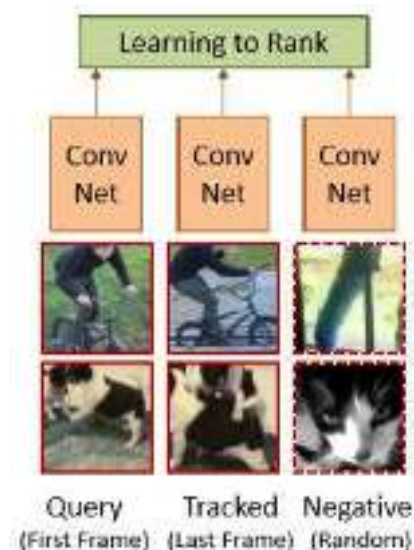 Learning to Rank
Conv Net
Conv Net
Conv Net
Query
(First Frame)
Tracked
(Last Frame)
Negative
(Random)